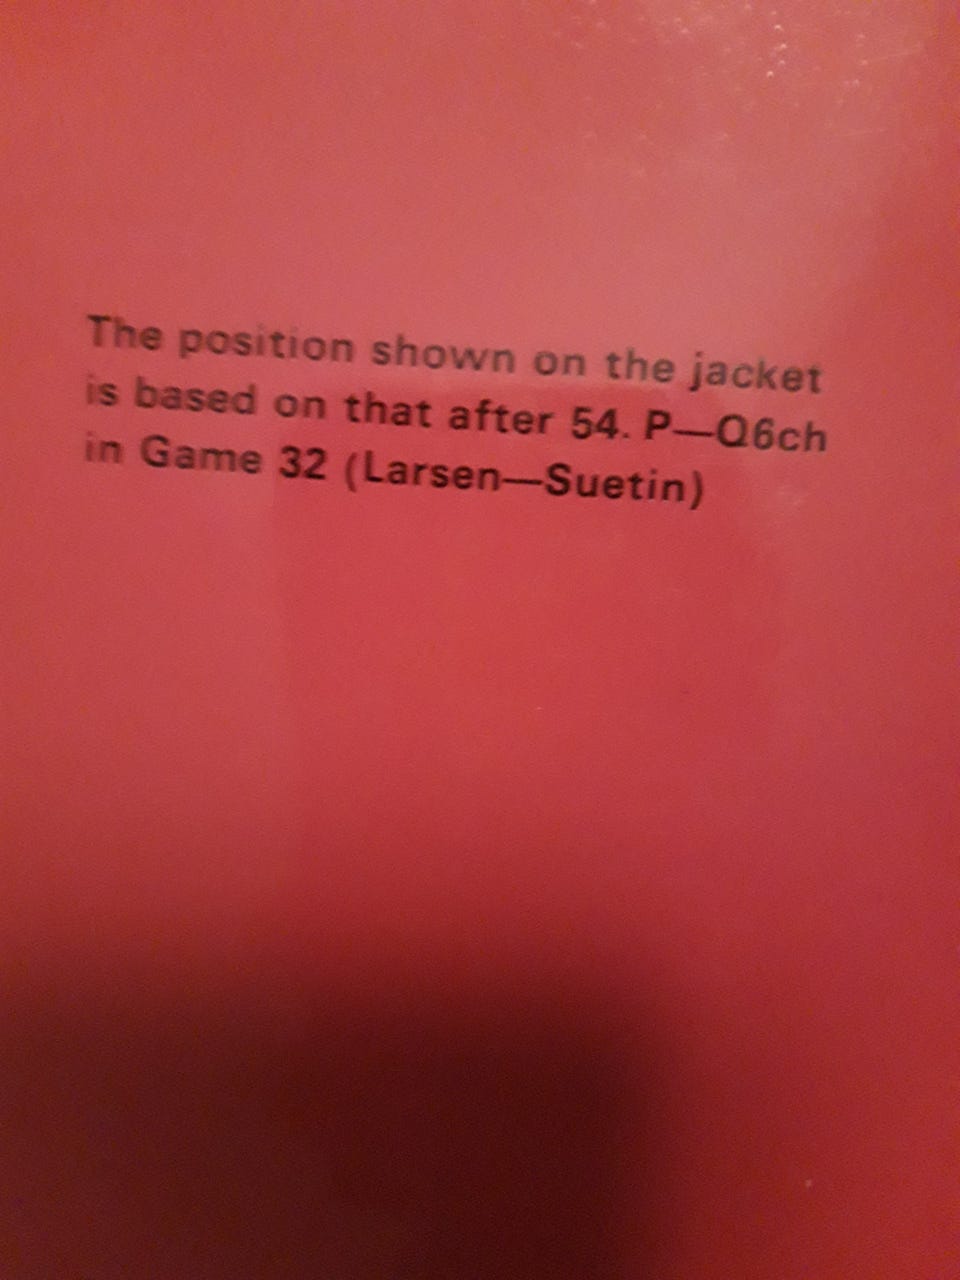 The position shown on the jacket
is based on that after 54. P—Q6ch
in Game 32 (Larsen—Suetin)